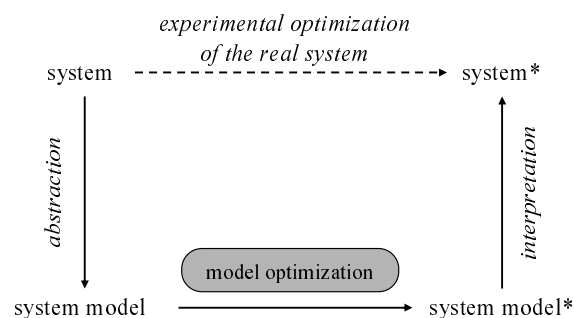 experimental optimization
of the real system
system
system*
abstraction
interpretation
model optimization
system model
system model*